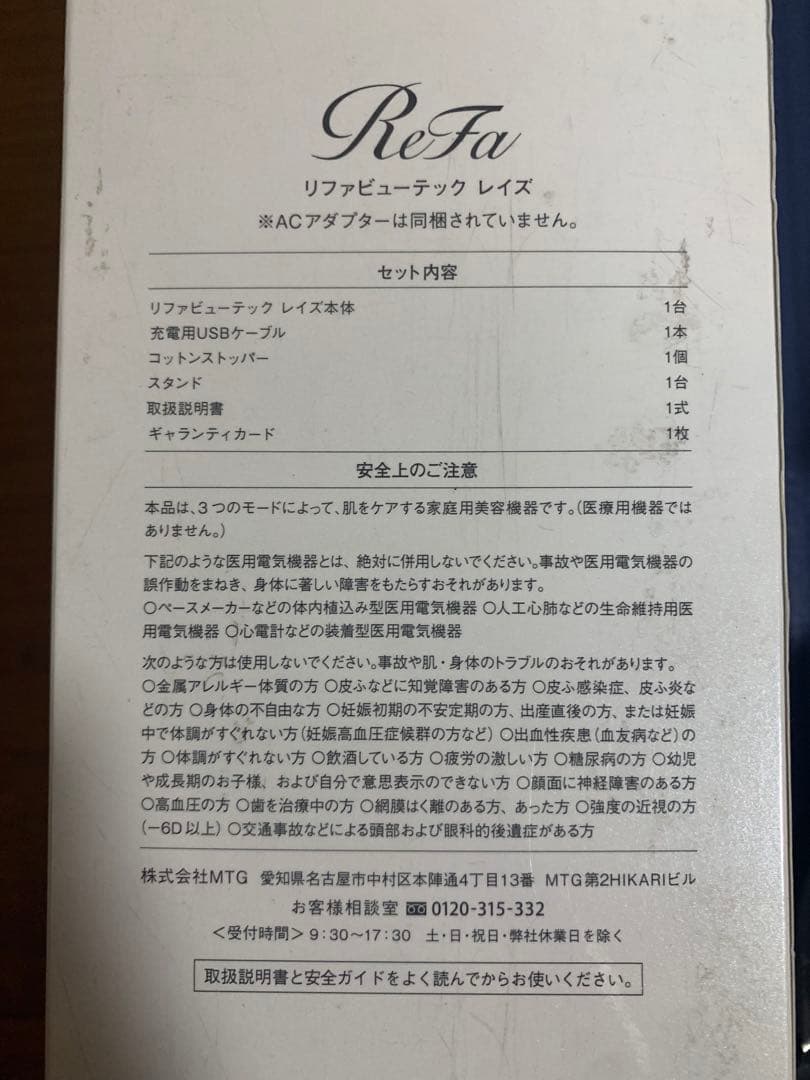 ReFa
リファビューテック レイズ
※ACアダプターは同梱されていません。
セット内容
リファビューテック レイズ本体 1台
充電用USBケーブル 1本
コットンストッパー 1個
スタンド 1台
取扱説明書 1式
ギャランティカード 1枚
安全上のご注意
本品は、3つのモードによって、肌をケアする家庭用美容機器です。(医療用機器では
ありません。)
下記のような医用電気機器とは、絶対に併用しないでください。事故や医用電気機器の
誤作動をまねき、身体に著しい障害をもたらすおそれがあります。
○ペースメーカーなどの体内植込み型医用電気機器 ○人工心肺などの生命維持用医
用電気機器 ○心電計などの装着型医用電気機器
次のような方は使用しないでください。事故や肌・身体のトラブルのおそれがあります。
○金属アレルギー体質の方 ○皮ふなどに知覚障害のある方 ○皮ふ感染症、皮ふ炎な
どの方 ○身体の不自由な方 ○妊娠初期の不安定期の方、出産直後の方、または妊娠
中で体調がすぐれない方(妊娠高血圧症候群の方など) ○出血性疾患(血友病など)の
方 ○体調がすぐれない方 ○飲酒している方 ○疲労の激しい方 ○糖尿病の方 ○幼児
や成長期のお子様、および自分で意思表示のできない方 ○顔面に神経障害のある方
○高血圧の方 ○歯を治療中の方 ○網膜はく離のある方、あった方 ○強度の近視の方
(−6D以上) ○交通事故などによる頭部および眼科的後遺症がある方
株式会社MTG 愛知県名古屋市中村区本陣通4丁目13番 MTG第2HIKARIビル
お客様相談室 0120-315-332
<受付時間> 9:30〜17:30 土・日・祝日・弊社休業日を除く
取扱説明書と安全ガイドをよく読んでからお使いください。